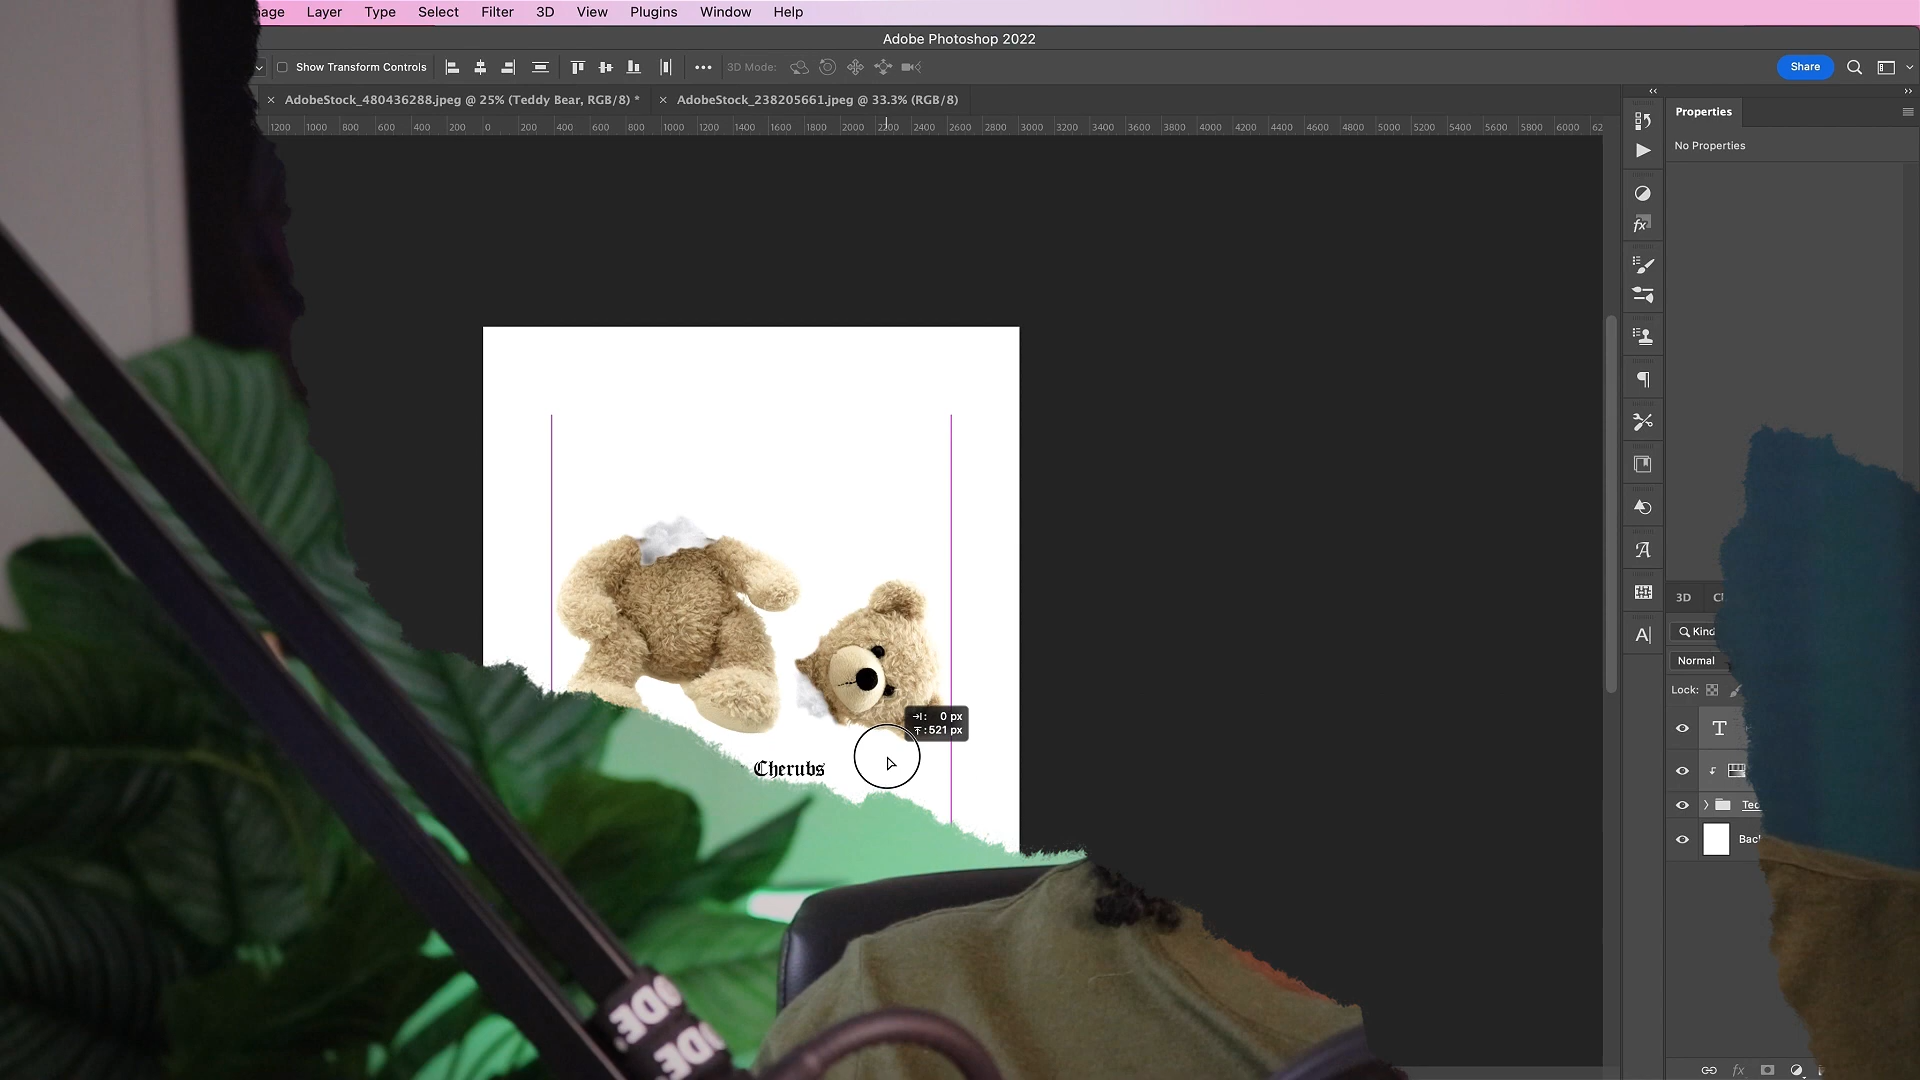 Layer Type Select Filter 3D View Plugins Window Help
Adobe Photoshop 2022
Show Transform Controls
3D Mode:
Share
× AdobeStock_480436288.jpeg @ 25% (Teddy Bear, RGB/8) *
× AdobeStock_238205661.jpeg @ 33.3% (RGB/8)
1200 1000 800 600 400 200 0 200 400 600 800 1000 1200 1400 1600 1800 2000 2200 2400 2600 2800 3000 3200 3400 3600 3800 4000 4200 4400 4600 4800 5000 5200 5400 5600 5800 6000 62
Properties
No Properties
3D
Kind
Normal
Lock:
0 px
521 px
Cherubs
fx